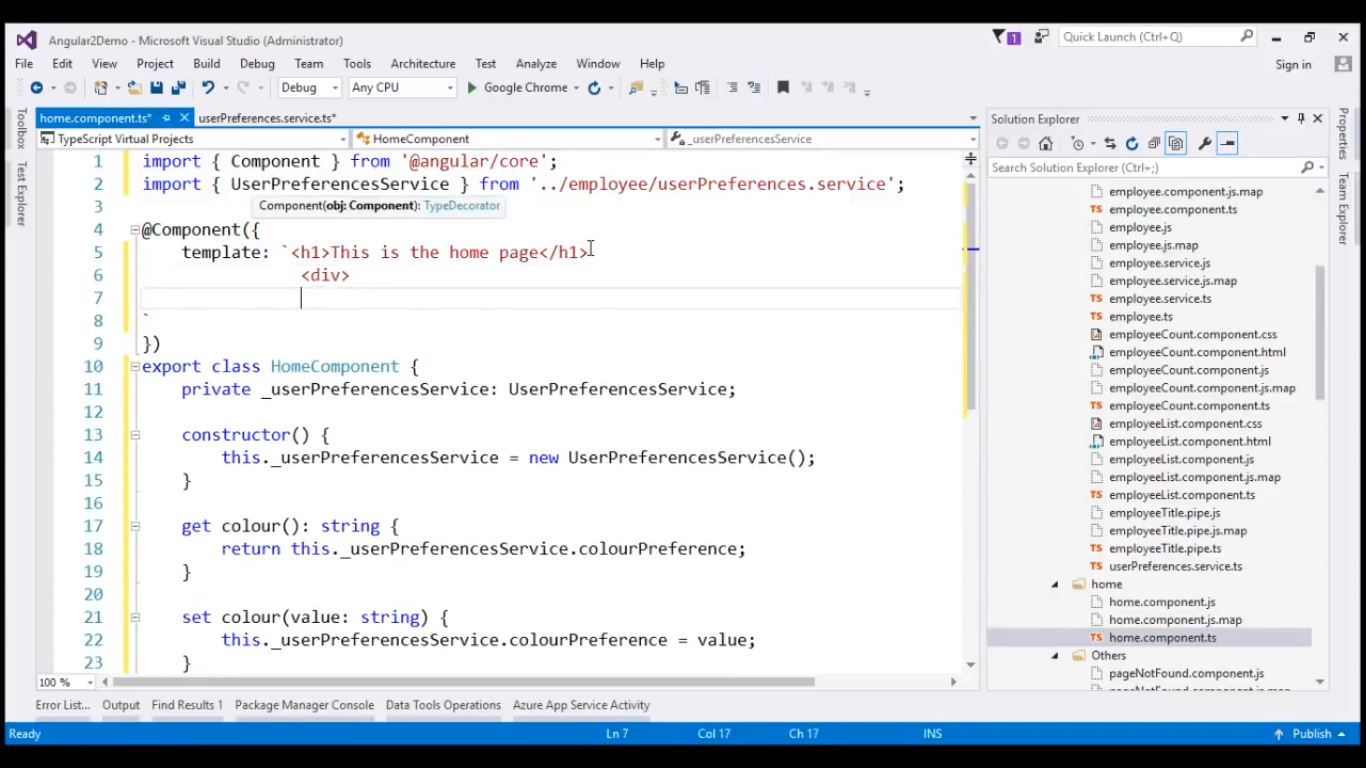 Angular2Demo - Microsoft Visual Studio (Administrator)
1
Quick Launch (Ctrl+Q)
File Edit View Project Build Debug Team Tools Architecture Test Analyze Window Help
Sign in
Debug Any CPU Google Chrome
Toolbox
Test Explorer
home.component.ts* userPreferences.service.ts*
TypeScript Virtual Projects HomeComponent _userPreferencesService
1 import { Component } from '@angular/core';
2 import { UserPreferencesService } from '../employee/userPreferences.service';
3
Component(obj: Component): TypeDecorator
4 @Component({
5 template: `<h1>This is the home page</h1>
6 <div>
7
8 `
9 })
10 export class HomeComponent {
11 private _userPreferencesService: UserPreferencesService;
12
13 constructor() {
14 this._userPreferencesService = new UserPreferencesService();
15 }
16
17 get colour(): string {
18 return this._userPreferencesService.colourPreference;
19 }
20
21 set colour(value: string) {
22 this._userPreferencesService.colourPreference = value;
23 }
100 %
Solution Explorer
Search Solution Explorer (Ctrl+;)
employee.component.js.map
employee.component.ts
employee.js
employee.js.map
employee.service.js
employee.service.js.map
TS employee.service.ts
TS employee.ts
employeeCount.component.css
employeeCount.component.html
employeeCount.component.js
employeeCount.component.js.map
TS employeeCount.component.ts
employeeList.component.css
employeeList.component.html
employeeList.component.js
employeeList.component.js.map
TS employeeList.component.ts
employeeTitle.pipe.js
employeeTitle.pipe.js.map
TS employeeTitle.pipe.ts
TS userPreferences.service.ts
home
home.component.js
home.component.js.map
TS home.component.ts
Others
pageNotFound.component.js
Properties
Team Explorer
Error List... Output Find Results 1 Package Manager Console Data Tools Operations Azure App Service Activity
Ready Ln 7 Col 17 Ch 17 INS Publish